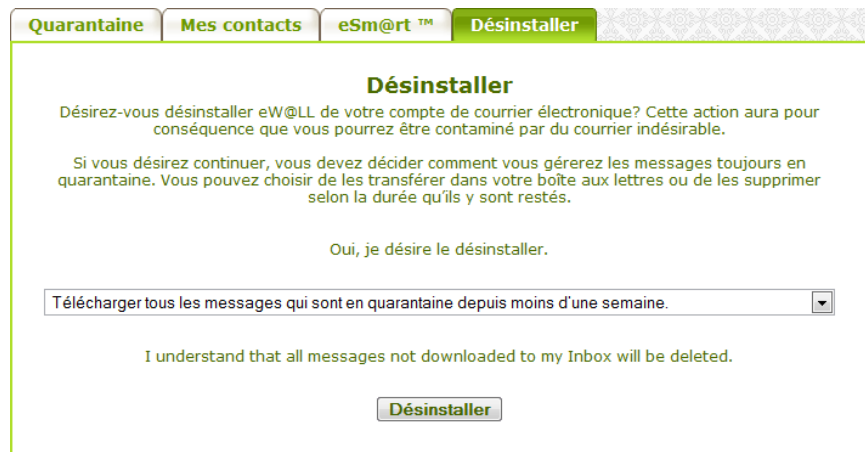 Quarantaine Mes contacts eSm@rt ™ Désinstaller
Désinstaller
Désirez-vous désinstaller eW@LL de votre compte de courrier électronique? Cette action aura pour
conséquence que vous pourrez être contaminé par du courrier indésirable.
Si vous désirez continuer, vous devez décider comment vous gérerez les messages toujours en
quarantaine. Vous pouvez choisir de les transférer dans votre boîte aux lettres ou de les supprimer
selon la durée qu'ils y sont restés.
Oui, je désire le désinstaller.
Télécharger tous les messages qui sont en quarantaine depuis moins d'une semaine.
I understand that all messages not downloaded to my Inbox will be deleted.
Désinstaller